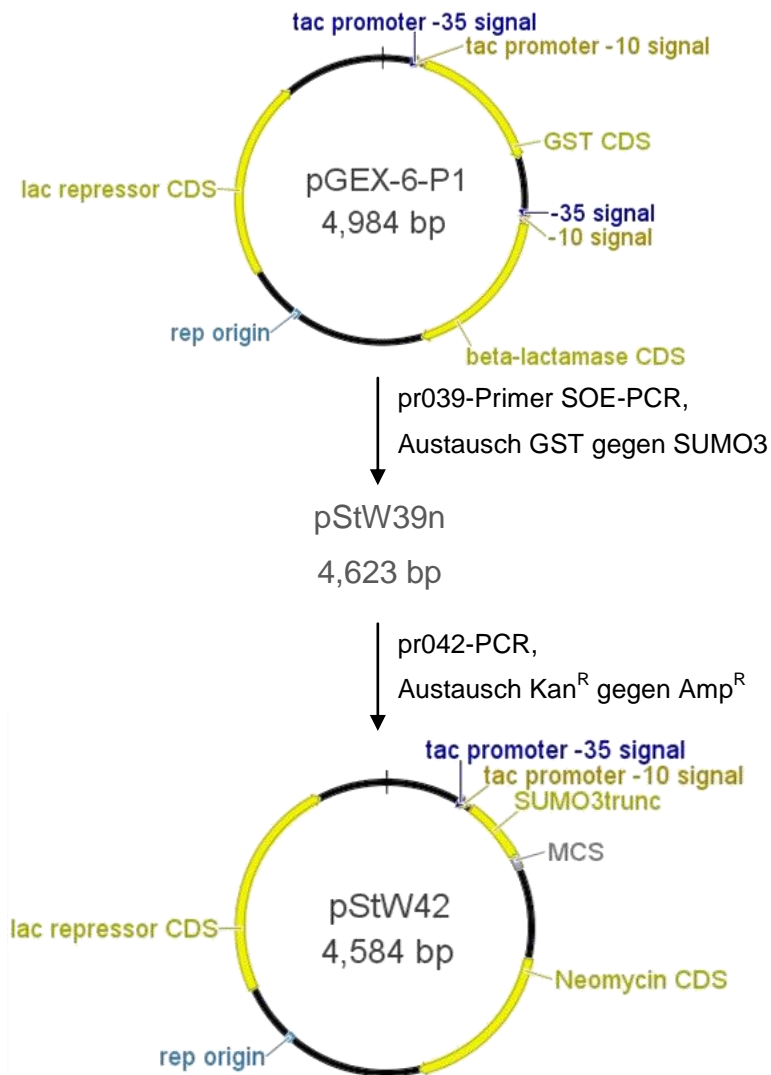 tac promoter -35 signal
tac promoter -10 signal
GST CDS
lac repressor CDS
pGEX-6-P1
4,984 bp
-35 signal
-10 signal
rep origin
beta-lactamase CDS
pr039-Primer SOE-PCR,
Austausch GST gegen SUMO3
pStW39n
4,623 bp
pr042-PCR,
Austausch Kan^R gegen Amp^R
tac promoter -35 signal
tac promoter -10 signal
SUMO3trunc
MCS
lac repressor CDS
pStW42
4,584 bp
Neomycin CDS
rep origin